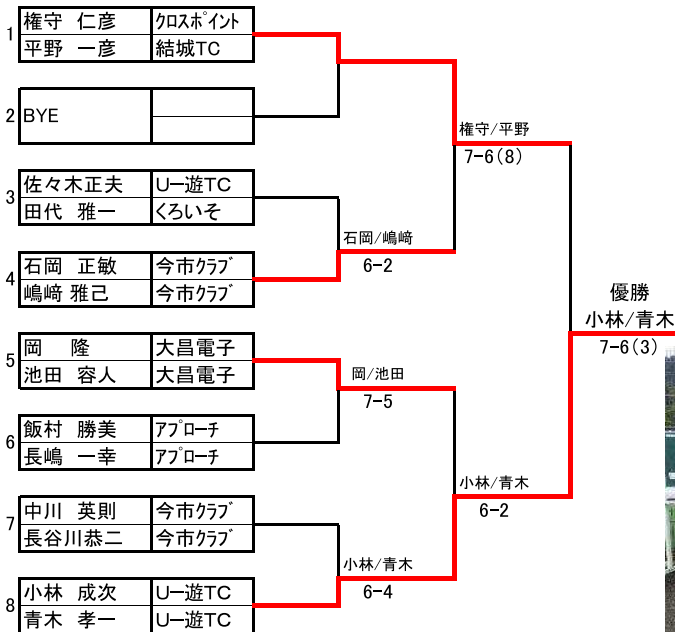 1 権守 仁彦 クロスポイント
平野 一彦 結城TC
2 BYE
3 佐々木正夫 U一遊TC
田代 雅一 くろいそ
4 石岡 正敏 今市クラブ
嶋﨑 雅己 今市クラブ
5 岡 隆 大昌電子
池田 容人 大昌電子
6 飯村 勝美 アプローチ
長嶋 一幸 アプローチ
7 中川 英則 今市クラブ
長谷川恭二 今市クラブ
8 小林 成次 U一遊TC
青木 孝一 U一遊TC
石岡/嶋﨑
6-2
岡/池田
7-5
小林/青木
6-4
権守/平野
7-6(8)
小林/青木
6-2
優勝
小林/青木
7-6(3)